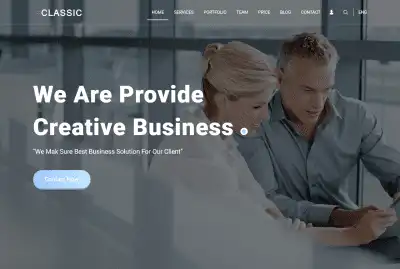 CLASSIC
HOME SERVICES PORTFOLIO TEAM PRICE BLOG CONTACT ENG
We Are Provide
Creative Business
"We Mak Sure Best Business Solution For Our Client"
Contact Now